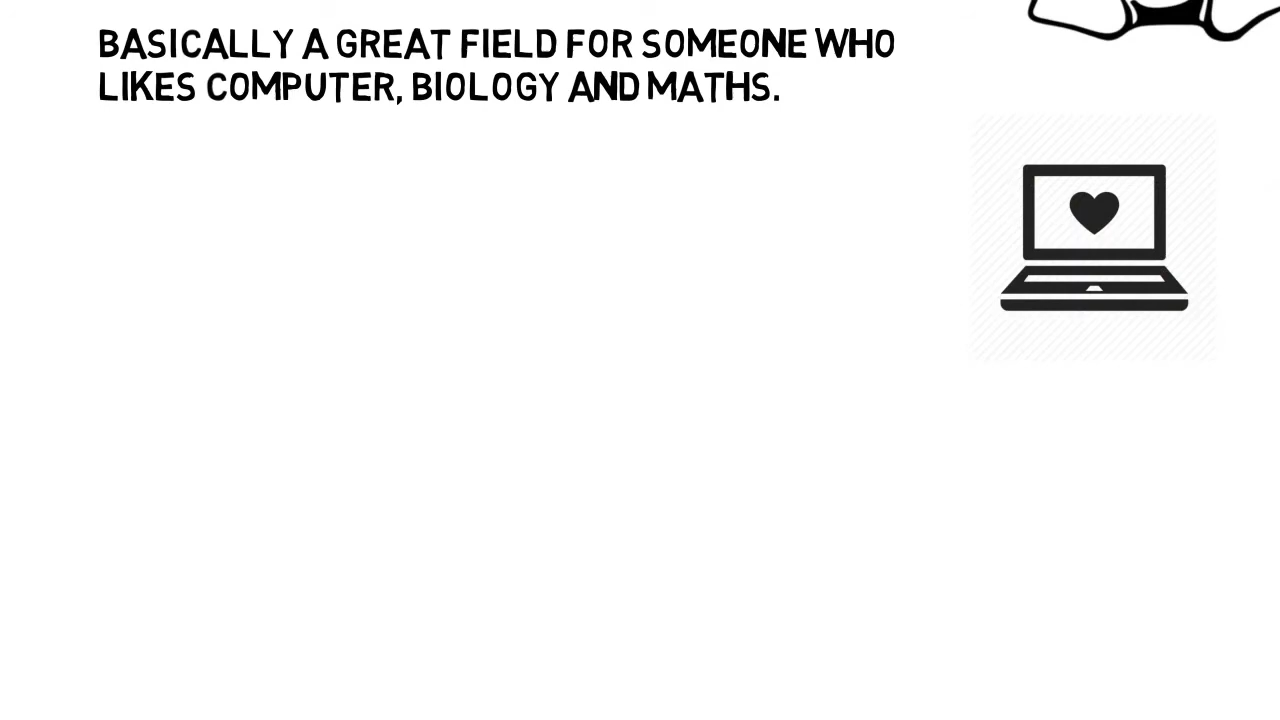 BASICALLY A GREAT FIELD FOR SOMEONE WHO
LIKES COMPUTER, BIOLOGY AND MATHS.